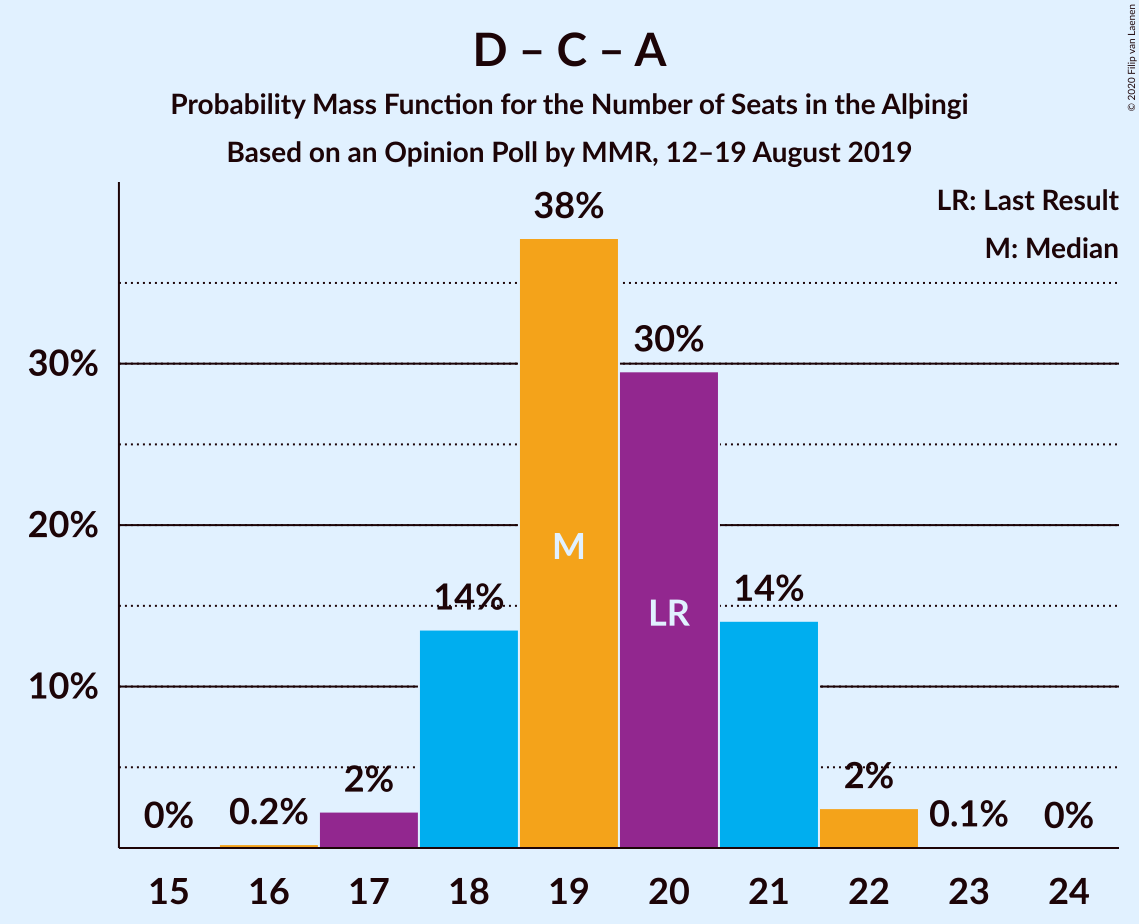 D – C – A
Probability Mass Function for the Number of Seats in the Alþingi
Based on an Opinion Poll by MMR, 12–19 August 2019
© 2020 Filip van Laenen
LR: Last Result
M: Median
38%
30%
30%
20%
10%
14%
14%
M
LR
0%
0.2%
2%
2%
0.1%
0%
15 16 17 18 19 20 21 22 23 24